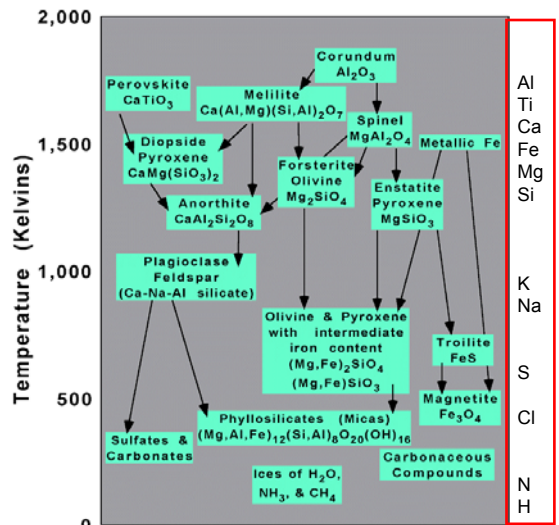 Temperature (Kelvins)
2,000
1,500
1,000
500
0
Corundum
Al₂O₃
Perovskite
CaTiO₃
Melilite
Ca(Al,Mg)(Si,Al)₂O₇
Spinel
MgAl₂O₄
Metallic Fe
Diopside
Pyroxene
CaMg(SiO₃)₂
Forsterite
Olivine
Mg₂SiO₄
Enstatite
Pyroxene
MgSiO₃
Anorthite
CaAl₂Si₂O₈
Plagioclase
Feldspar
(Ca-Na-Al silicate)
Olivine & Pyroxene
with intermediate
iron content
(Mg,Fe)₂SiO₄
(Mg,Fe)SiO₃
Troilite
FeS
Magnetite
Fe₃O₄
Phyllosilicates (Micas)
(Mg,Al,Fe)₁₂(Si,Al)₈O₂₀(OH)₁₆
Sulfates &
Carbonates
Carbonaceous
Compounds
Ices of H₂O,
NH₃, & CH₄
Al
Ti
Ca
Fe
Mg
Si
K
Na
S
Cl
N
H